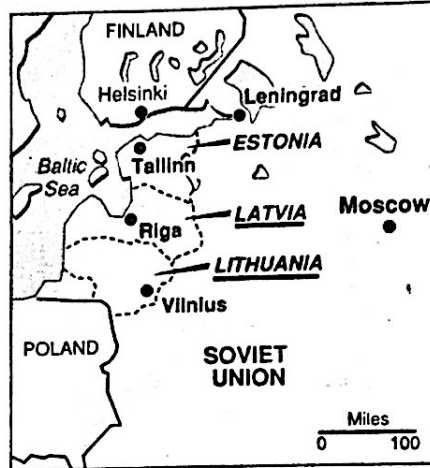 FINLAND
Helsinki
Leningrad
ESTONIA
Baltic
Sea
Tallinn
LATVIA
Moscow
Riga
LITHUANIA
Vilnius
POLAND
SOVIET
UNION
Miles
0 100